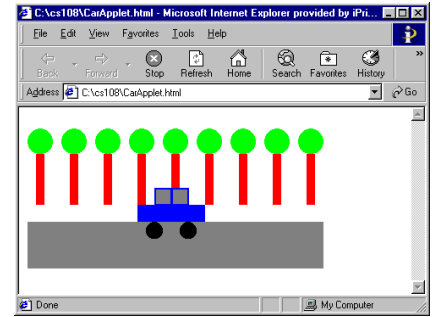 C:\cs108\CarApplet.html - Microsoft Internet Explorer provided by iPri...
File Edit View Favorites Tools Help
Back Forward Stop Refresh Home Search Favorites History »
Address C:\cs108\CarApplet.html Go
Done My Computer